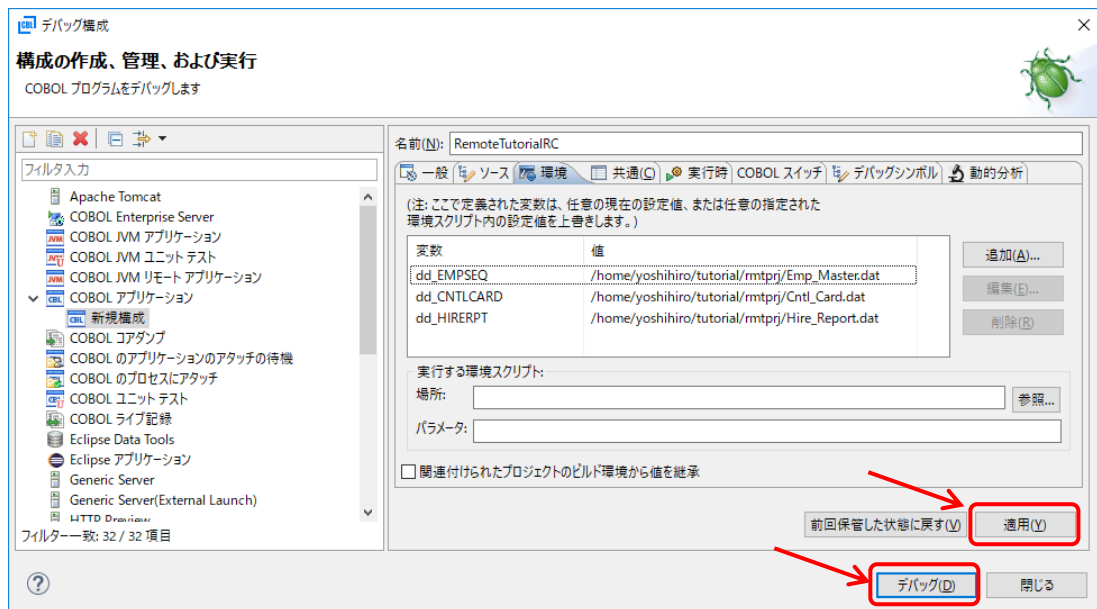 デバッグ構成
構成の作成、管理、および実行
COBOL プログラムをデバッグします
フィルタ入力
Apache Tomcat
COBOL Enterprise Server
COBOL JVM アプリケーション
COBOL JVM ユニット テスト
COBOL JVM リモート アプリケーション
COBOL アプリケーション
新規構成
COBOL コアダンプ
COBOL のアプリケーションのアタッチの待機
COBOL のプロセスにアタッチ
COBOL ユニット テスト
COBOL ライブ記録
Eclipse Data Tools
Eclipse アプリケーション
Generic Server
Generic Server(External Launch)
HTTP Preview
フィルター一致: 32 / 32 項目
名前(N): RemoteTutorialRC
一般 ソース 環境 共通(C) 実行時 COBOL スイッチ デバッグシンボル 動的分析
(注: ここで定義された変数は、任意の現在の設定値、または任意の指定された
環境スクリプト内の設定値を上書きします。)
変数 値
dd_EMPSEQ /home/yoshihiro/tutorial/rmtprj/Emp_Master.dat
dd_CNTLCARD /home/yoshihiro/tutorial/rmtprj/Cntl_Card.dat
dd_HIRERPT /home/yoshihiro/tutorial/rmtprj/Hire_Report.dat
追加(A)...
編集(E)...
削除(R)
実行する環境スクリプト:
場所: 参照...
パラメータ:
関連付けられたプロジェクトのビルド環境から値を継承
前回保管した状態に戻す(V) 適用(Y)
デバッグ(D) 閉じる